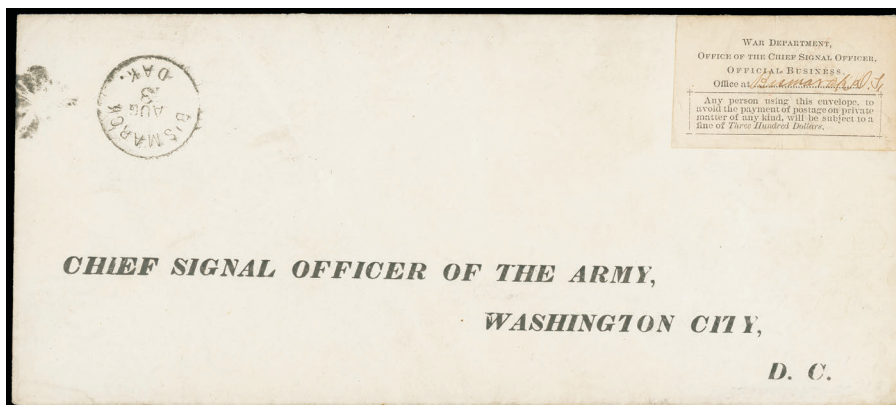 BISMARCK
DAK.
AUG
3
WAR DEPARTMENT,
OFFICE OF THE CHIEF SIGNAL OFFICER.
OFFICIAL BUSINESS.
Office at Bismarck, D. T.
Any person using this envelope, to
avoid the payment of postage on private
matter of any kind, will be subject to a
fine of Three Hundred Dollars.
CHIEF SIGNAL OFFICER OF THE ARMY,
WASHINGTON CITY,
D. C.